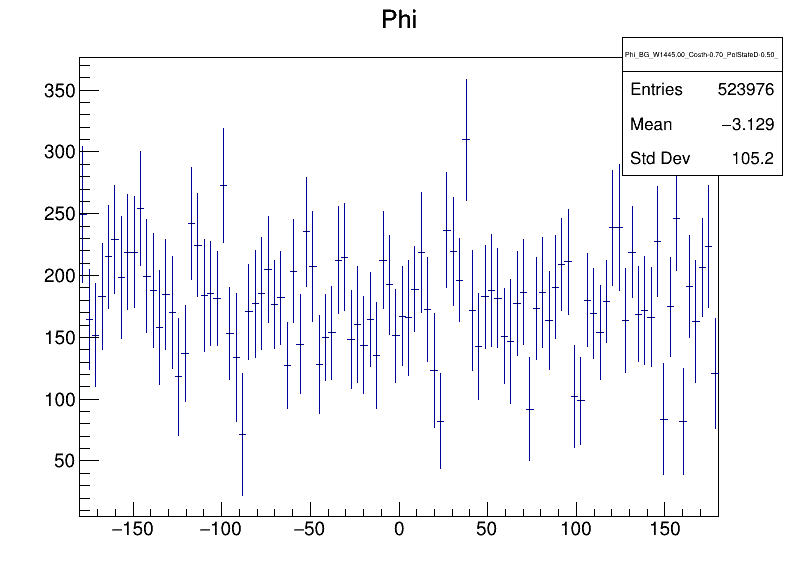 Phi
Phi_BG_W1445.00_Costh-0.70_PolStateD-0.50_
Entries 523976
Mean −3.129
Std Dev 105.2
350
300
250
200
150
100
50
−150 −100 −50 0 50 100 150